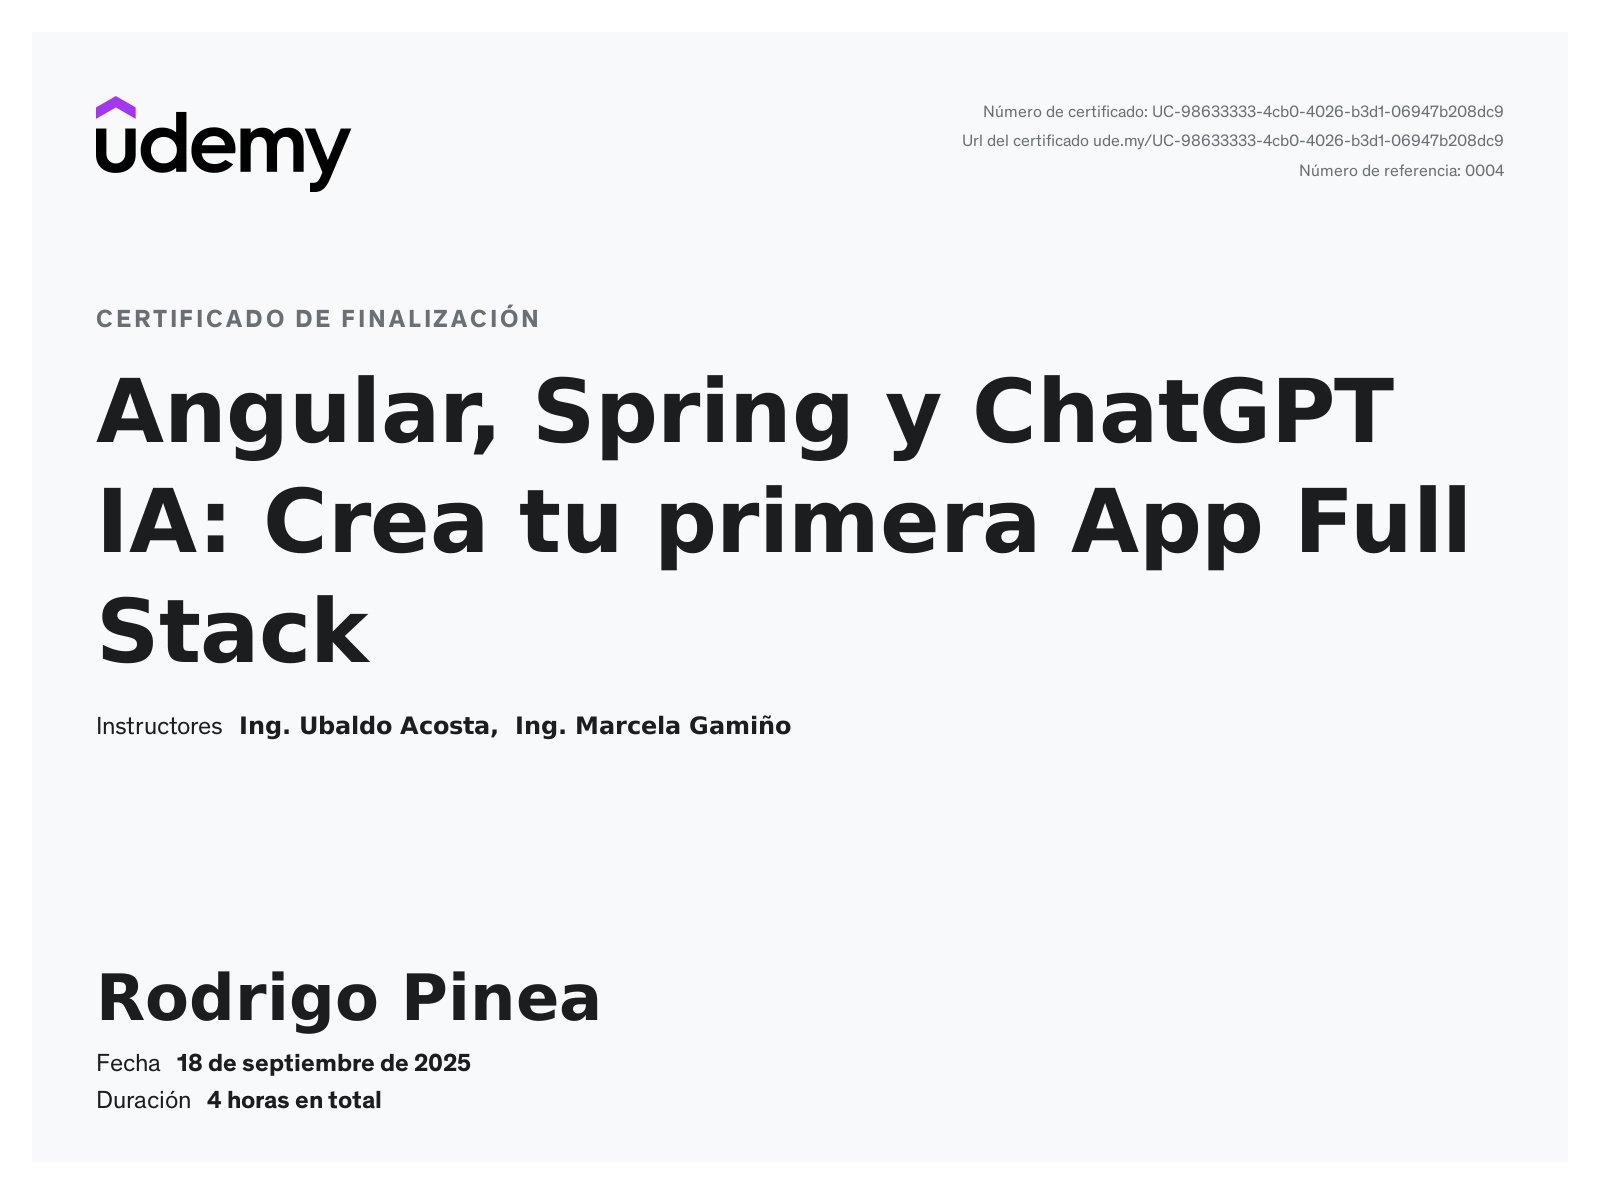 udemy
Número de certificado: UC-98633333-4cb0-4026-b3d1-06947b208dc9
Url del certificado ude.my/UC-98633333-4cb0-4026-b3d1-06947b208dc9
Número de referencia: 0004
CERTIFICADO DE FINALIZACIÓN
Angular, Spring y ChatGPT
IA: Crea tu primera App Full
Stack
Instructores Ing. Ubaldo Acosta, Ing. Marcela Gamiño
Rodrigo Pinea
Fecha 18 de septiembre de 2025
Duración 4 horas en total